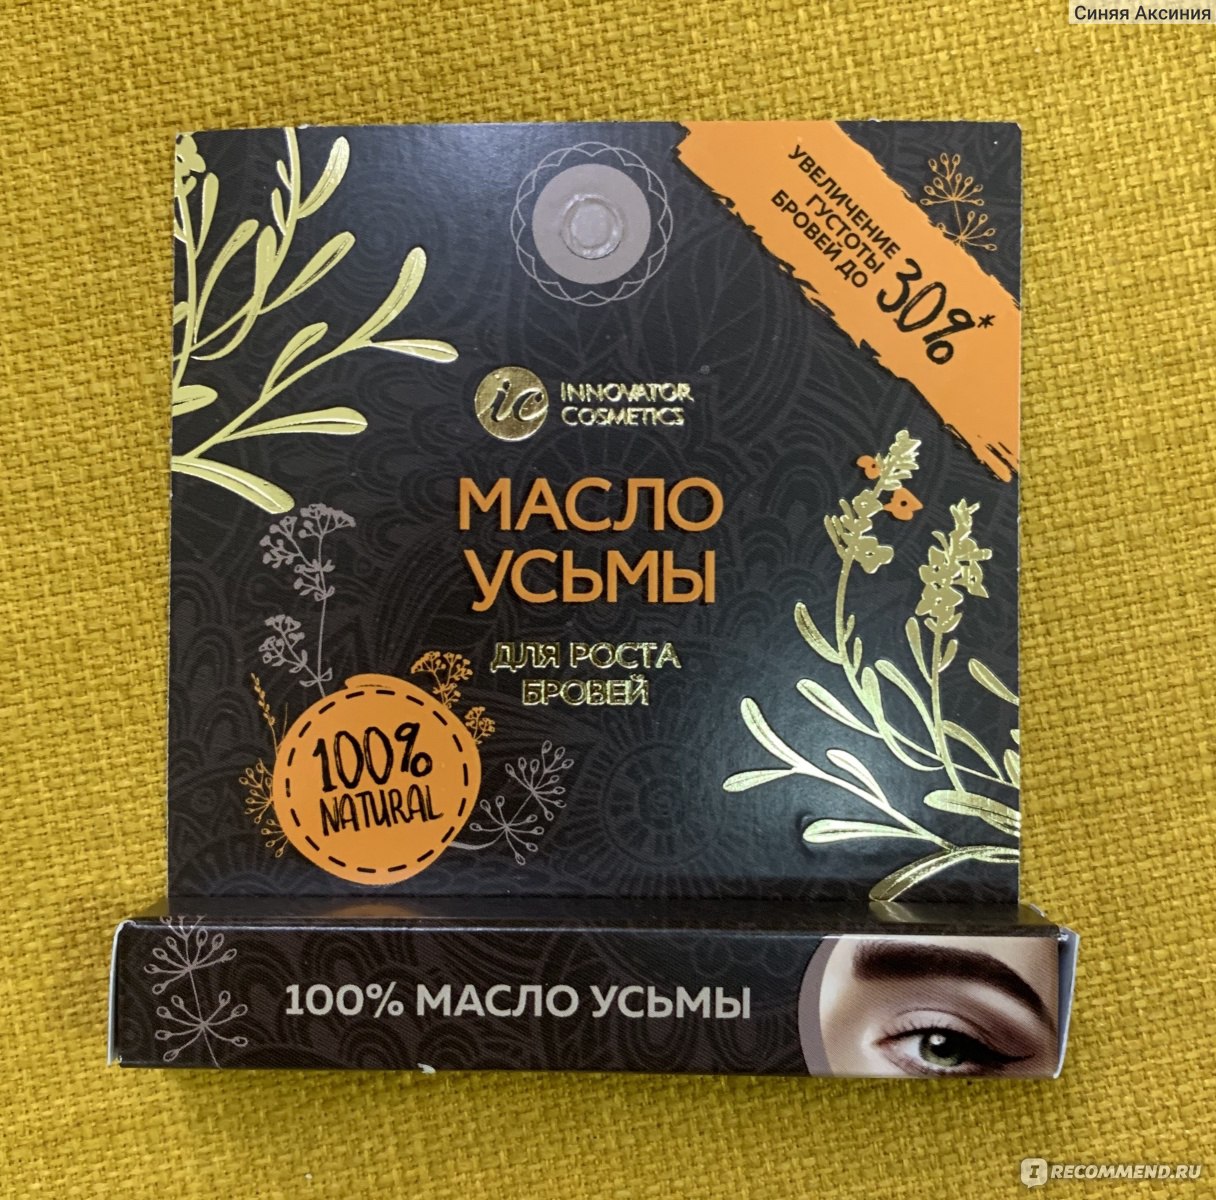 Синяя Аксиния
УВЕЛИЧЕНИЕ
ГУСТОТЫ
БРОВЕЙ ДО
30%*
ic
INNOVATOR
COSMETICS
МАСЛО
УСЬМЫ
ДЛЯ РОСТА
БРОВЕЙ
100%
NATURAL
100% МАСЛО УСЬМЫ
I RECOMMEND.RU